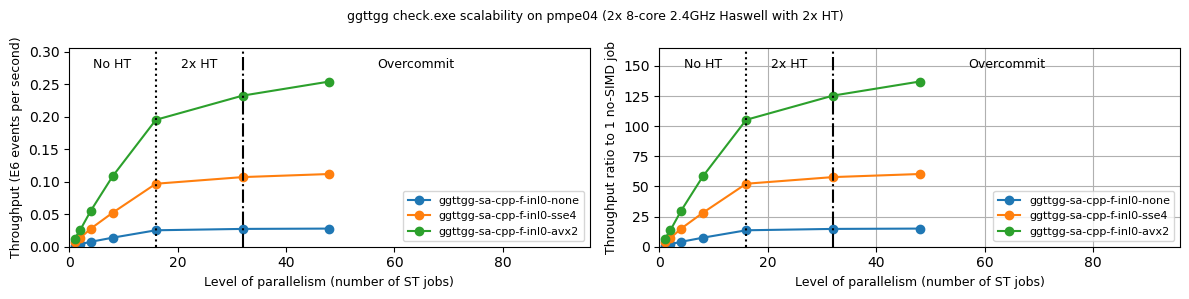 ggttgg check.exe scalability on pmpe04 (2x 8-core 2.4GHz Haswell with 2x HT)
Throughput (E6 events per second)
0.30
0.25
0.20
0.15
0.10
0.05
0.00
No HT
2x HT
Overcommit
ggttgg-sa-cpp-f-inl0-none
ggttgg-sa-cpp-f-inl0-sse4
ggttgg-sa-cpp-f-inl0-avx2
0
20
40
60
80
Level of parallelism (number of ST jobs)
Throughput ratio to 1 no-SIMD job
150
125
100
75
50
25
0
No HT
2x HT
Overcommit
ggttgg-sa-cpp-f-inl0-none
ggttgg-sa-cpp-f-inl0-sse4
ggttgg-sa-cpp-f-inl0-avx2
0
20
40
60
80
Level of parallelism (number of ST jobs)